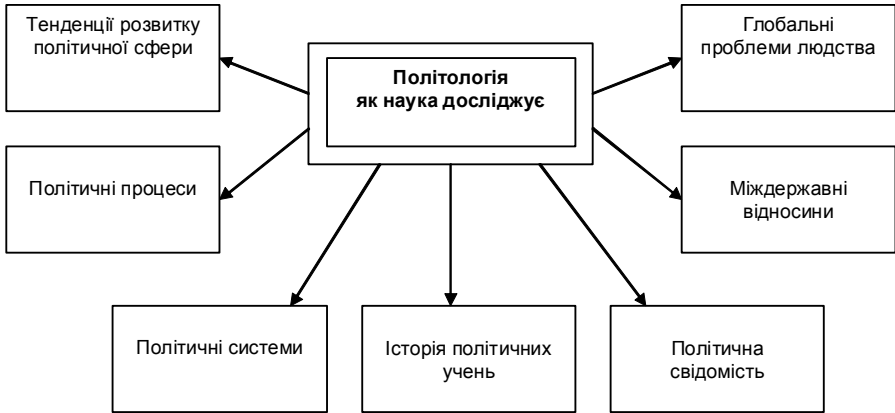 Тенденції розвитку
політичної сфери
Політологія
як наука досліджує
Глобальні
проблеми людства
Політичні процеси
Міждержавні
відносини
Політичні системи
Історія політичних
учень
Політична
свідомість